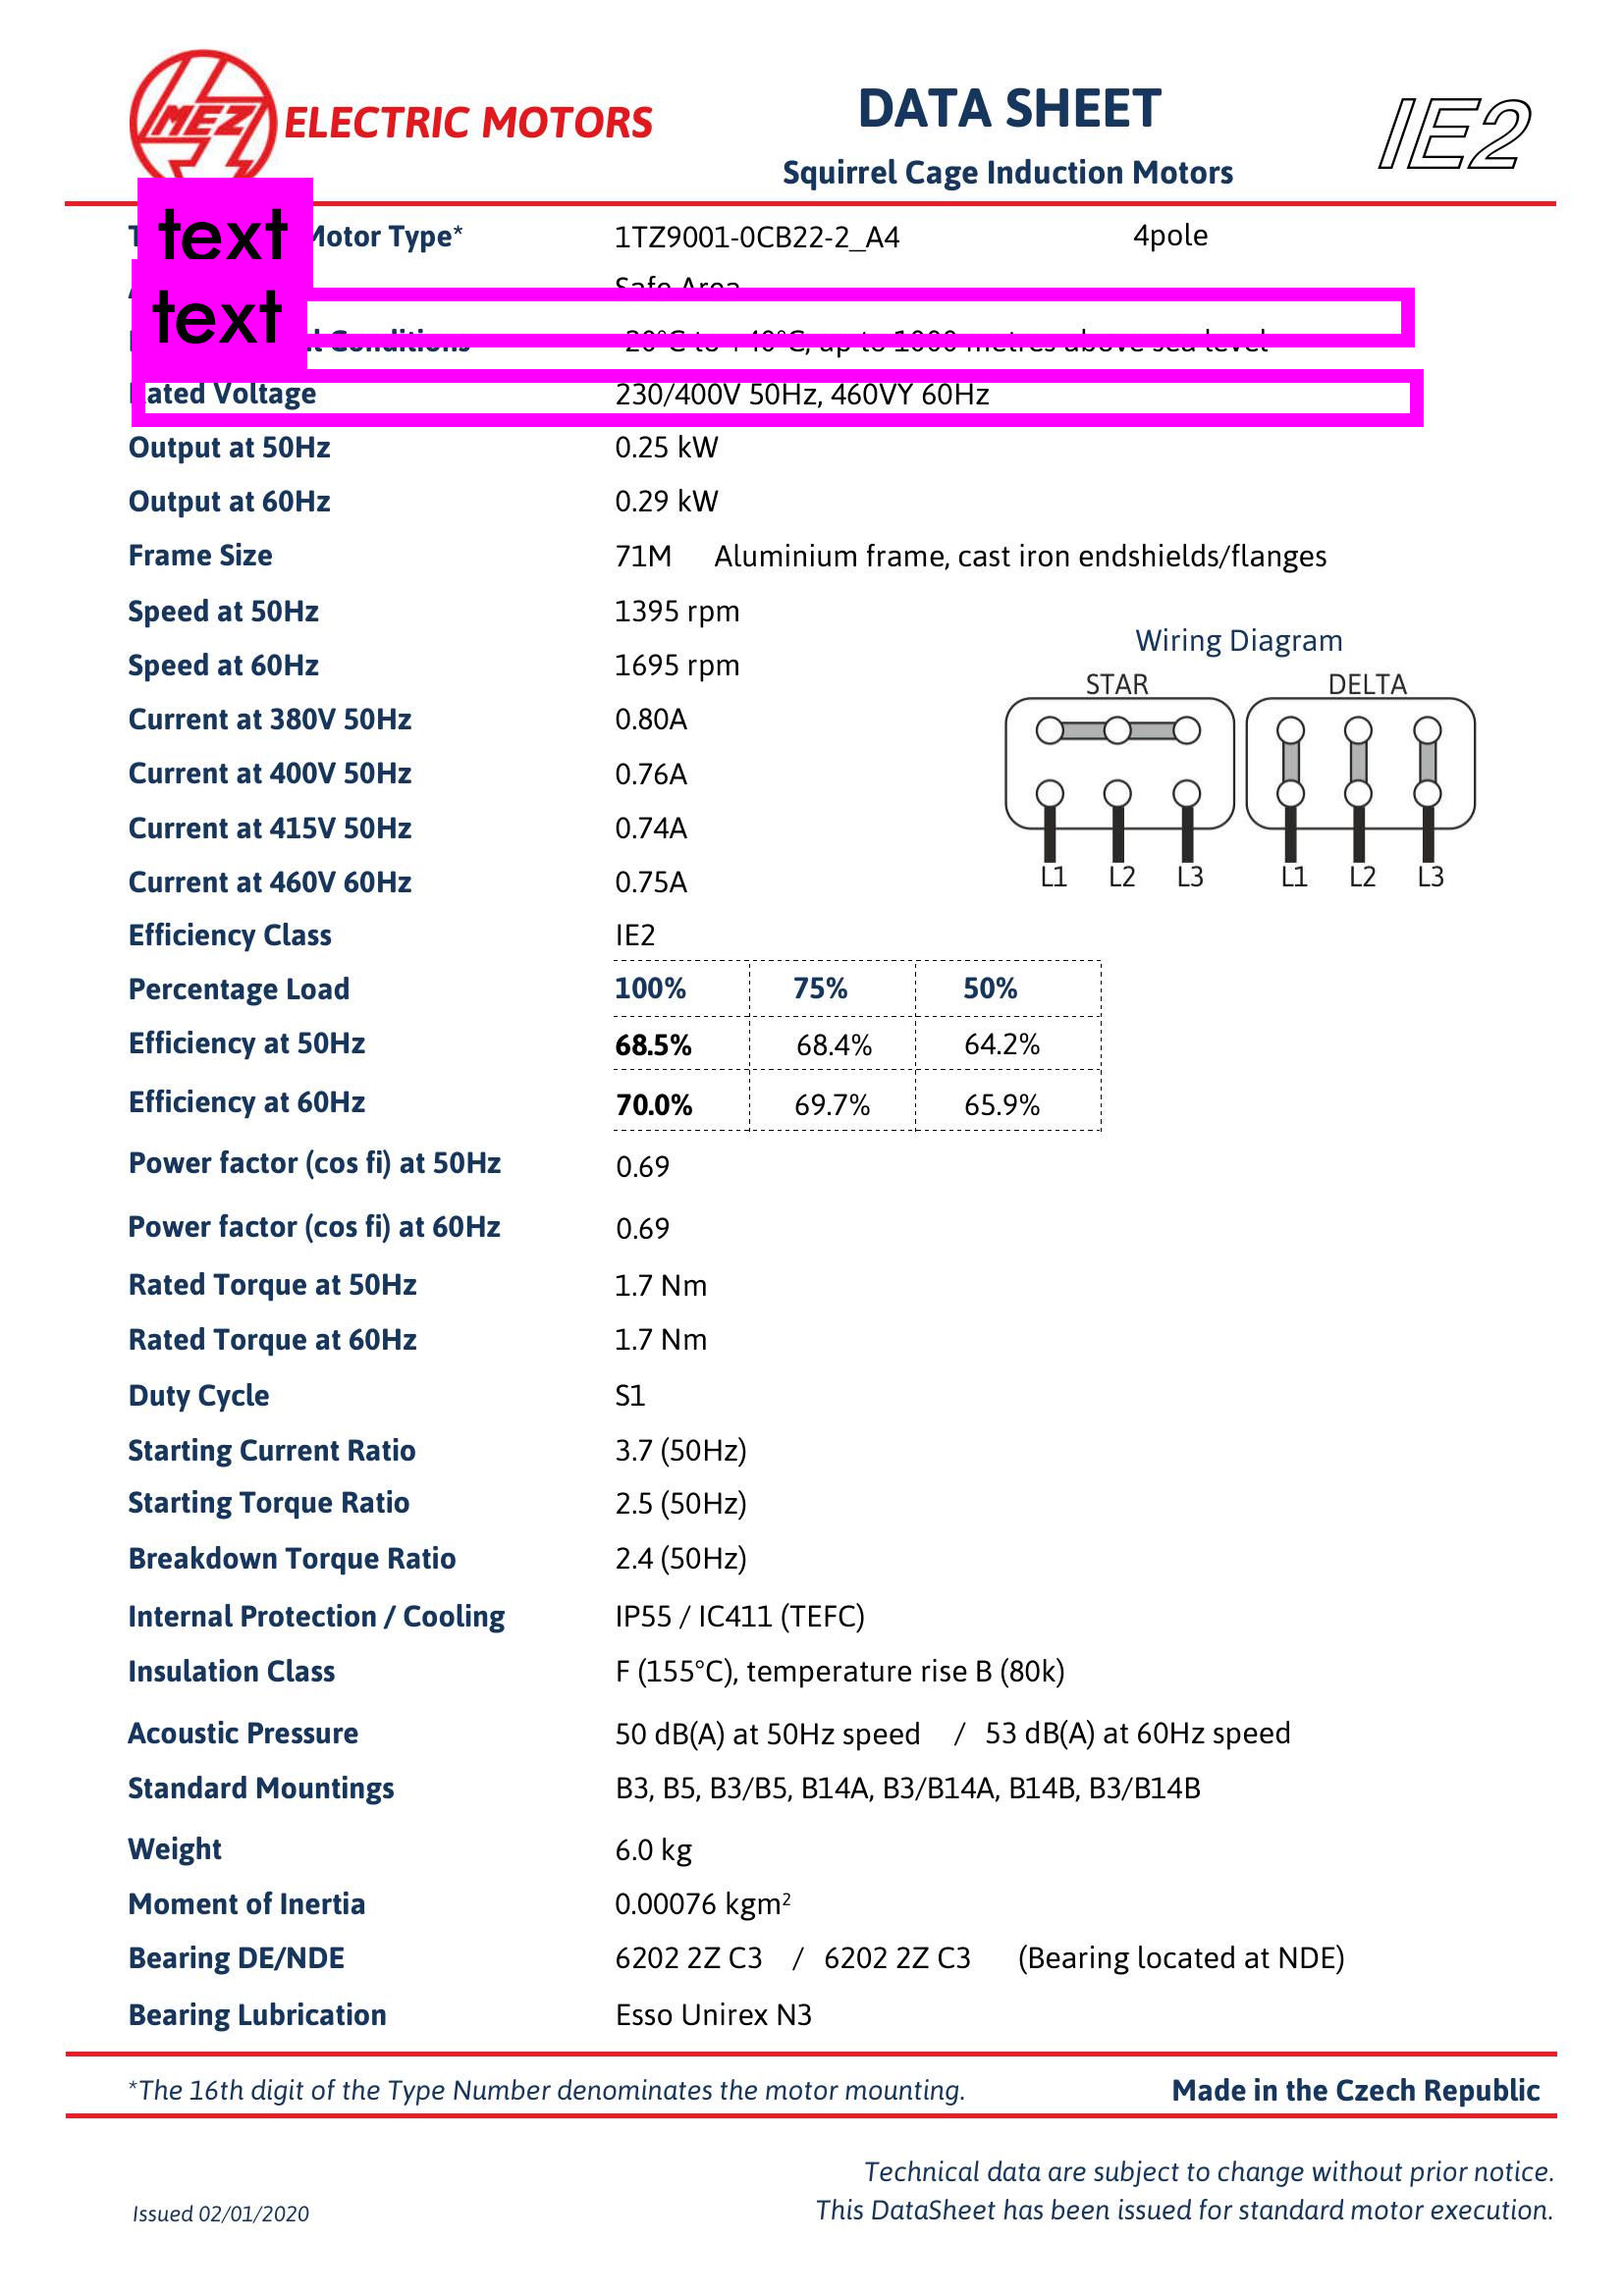 MEZ ELECTRIC MOTORS
DATA SHEET
Squirrel Cage Induction Motors
IE2
text
Motor Type* 1TZ9001-0CB22-2_A4 4pole
text
Safe Area
Conditions -20°C to +40°C, up to 1000 metres above sea level
Rated Voltage 230/400V 50Hz, 460VY 60Hz
Output at 50Hz 0.25 kW
Output at 60Hz 0.29 kW
Frame Size 71M Aluminium frame, cast iron endshields/flanges
Speed at 50Hz 1395 rpm
Speed at 60Hz 1695 rpm
Current at 380V 50Hz 0.80A
Current at 400V 50Hz 0.76A
Current at 415V 50Hz 0.74A
Current at 460V 60Hz 0.75A
Wiring Diagram
STAR DELTA
L1 L2 L3 L1 L2 L3
Efficiency Class IE2
Percentage Load 100% 75% 50%
Efficiency at 50Hz 68.5% 68.4% 64.2%
Efficiency at 60Hz 70.0% 69.7% 65.9%
Power factor (cos fi) at 50Hz 0.69
Power factor (cos fi) at 60Hz 0.69
Rated Torque at 50Hz 1.7 Nm
Rated Torque at 60Hz 1.7 Nm
Duty Cycle S1
Starting Current Ratio 3.7 (50Hz)
Starting Torque Ratio 2.5 (50Hz)
Breakdown Torque Ratio 2.4 (50Hz)
Internal Protection / Cooling IP55 / IC411 (TEFC)
Insulation Class F (155°C), temperature rise B (80k)
Acoustic Pressure 50 dB(A) at 50Hz speed / 53 dB(A) at 60Hz speed
Standard Mountings B3, B5, B3/B5, B14A, B3/B14A, B14B, B3/B14B
Weight 6.0 kg
Moment of Inertia 0.00076 kgm²
Bearing DE/NDE 6202 2Z C3 / 6202 2Z C3 (Bearing located at NDE)
Bearing Lubrication Esso Unirex N3
*The 16th digit of the Type Number denominates the motor mounting. Made in the Czech Republic
Technical data are subject to change without prior notice.
Issued 02/01/2020 This DataSheet has been issued for standard motor execution.